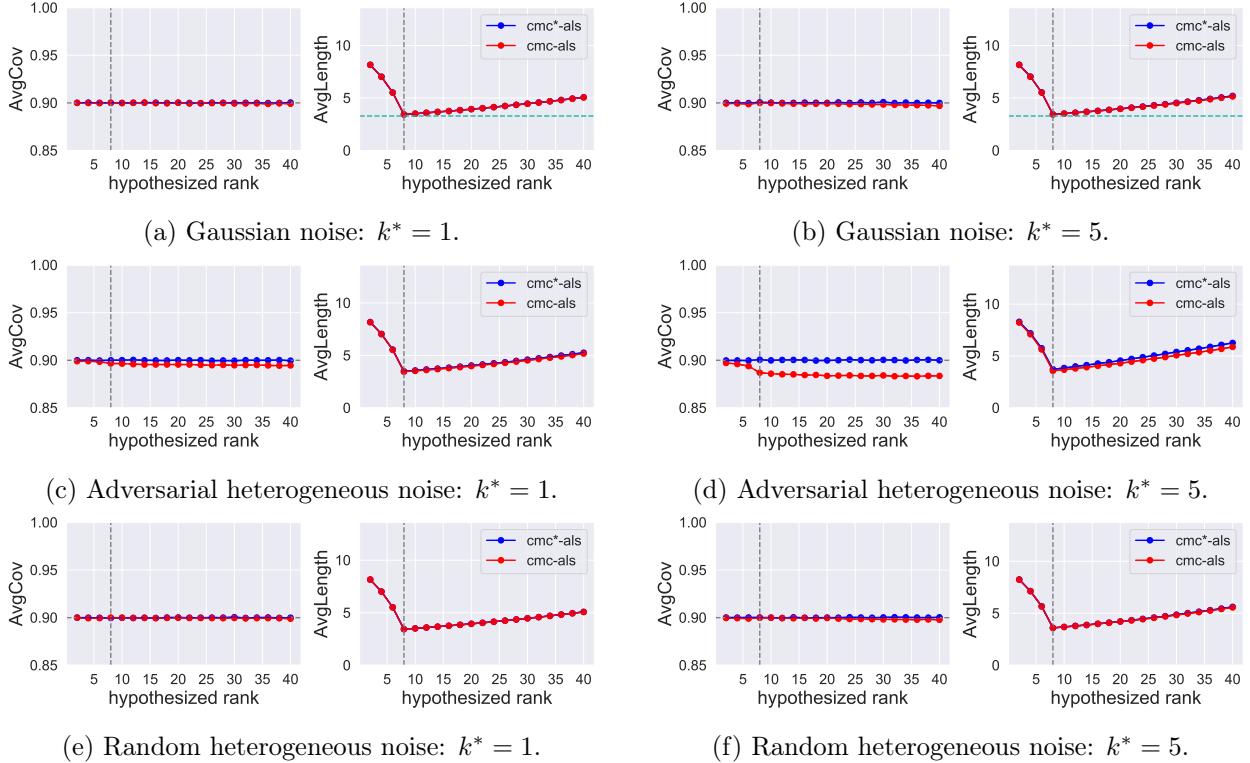 1.00
0.95
0.90
0.85
AvgCov
5 10 15 20 25 30 35 40
hypothesized rank
10
5
0
AvgLength
cmc*-als
cmc-als
5 10 15 20 25 30 35 40
hypothesized rank
(a) Gaussian noise: k* = 1.
1.00
0.95
0.90
0.85
AvgCov
5 10 15 20 25 30 35 40
hypothesized rank
10
5
0
AvgLength
cmc*-als
cmc-als
5 10 15 20 25 30 35 40
hypothesized rank
(b) Gaussian noise: k* = 5.
1.00
0.95
0.90
0.85
AvgCov
5 10 15 20 25 30 35 40
hypothesized rank
10
5
0
AvgLength
cmc*-als
cmc-als
5 10 15 20 25 30 35 40
hypothesized rank
(c) Adversarial heterogeneous noise: k* = 1.
1.00
0.95
0.90
0.85
AvgCov
5 10 15 20 25 30 35 40
hypothesized rank
10
5
0
AvgLength
cmc*-als
cmc-als
5 10 15 20 25 30 35 40
hypothesized rank
(d) Adversarial heterogeneous noise: k* = 5.
1.00
0.95
0.90
0.85
AvgCov
5 10 15 20 25 30 35 40
hypothesized rank
10
5
0
AvgLength
cmc*-als
cmc-als
5 10 15 20 25 30 35 40
hypothesized rank
(e) Random heterogeneous noise: k* = 1.
1.00
0.95
0.90
0.85
AvgCov
5 10 15 20 25 30 35 40
hypothesized rank
10
5
0
AvgLength
cmc*-als
cmc-als
5 10 15 20 25 30 35 40
hypothesized rank
(f) Random heterogeneous noise: k* = 5.